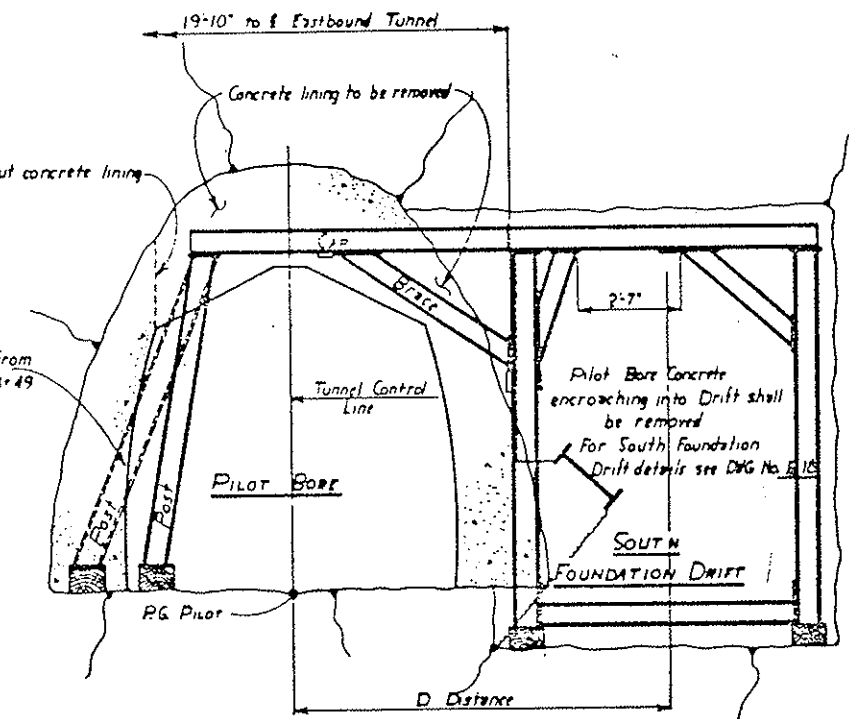 19'-10" to ℄ Eastbound Tunnel
Concrete lining to be removed
ut concrete lining
from
49
Brace
2'-7"
Tunnel Control
Line
Pilot Bore Concrete
encroaching into Drift shall
be removed
For South Foundation
Drift details see DWG No.
Post
Post
PILOT BORE
SOUTH
FOUNDATION DRIFT
P.G. PILOT
D Distance